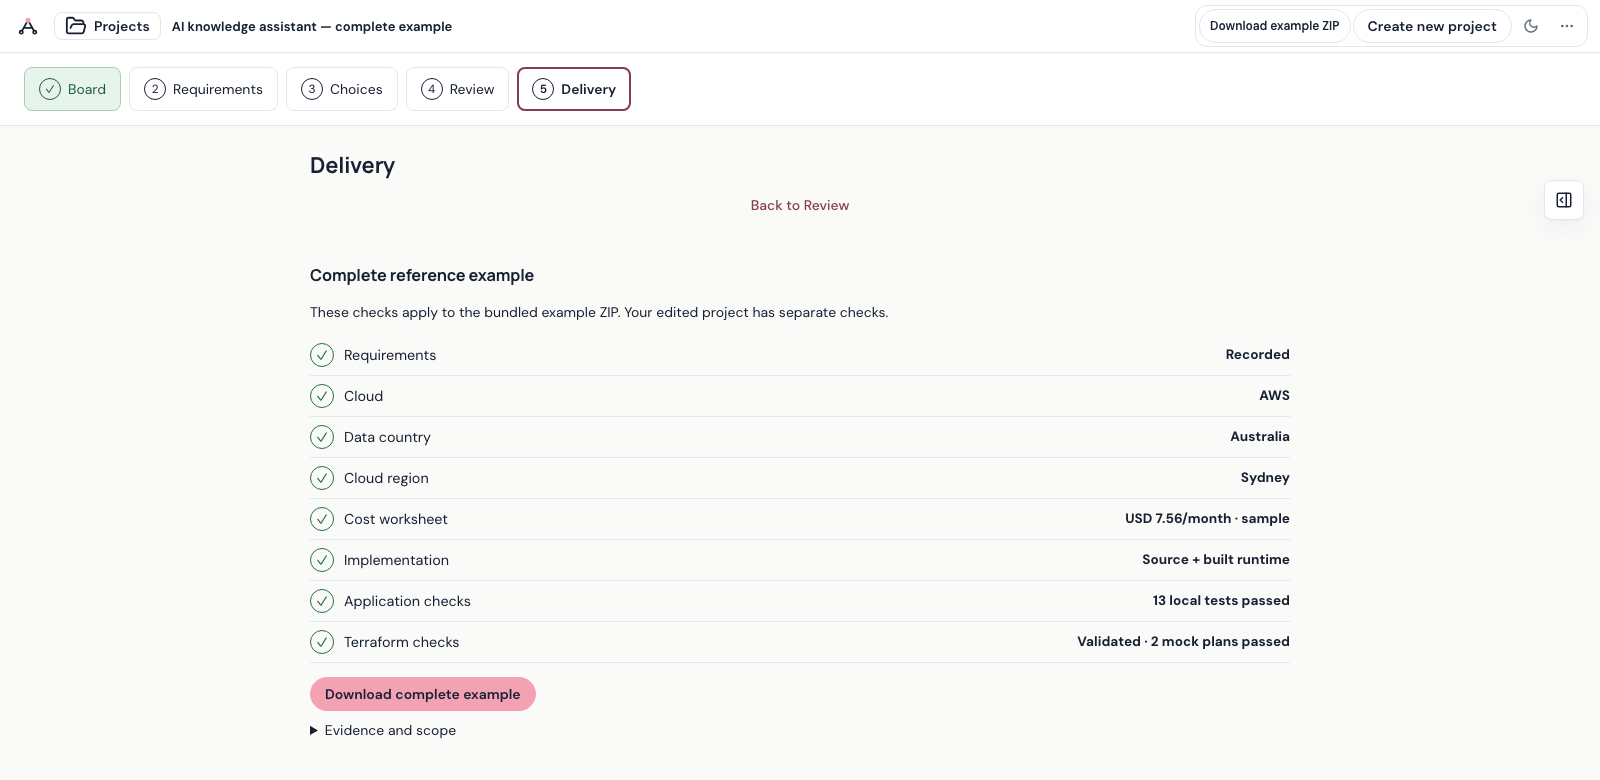 Projects
AI knowledge assistant — complete example
Download example ZIP
Create new project
Board
2 Requirements
3 Choices
4 Review
5 Delivery
Delivery
Back to Review
Complete reference example
These checks apply to the bundled example ZIP. Your edited project has separate checks.
Requirements Recorded
Cloud AWS
Data country Australia
Cloud region Sydney
Cost worksheet USD 7.56/month · sample
Implementation Source + built runtime
Application checks 13 local tests passed
Terraform checks Validated · 2 mock plans passed
Download complete example
Evidence and scope